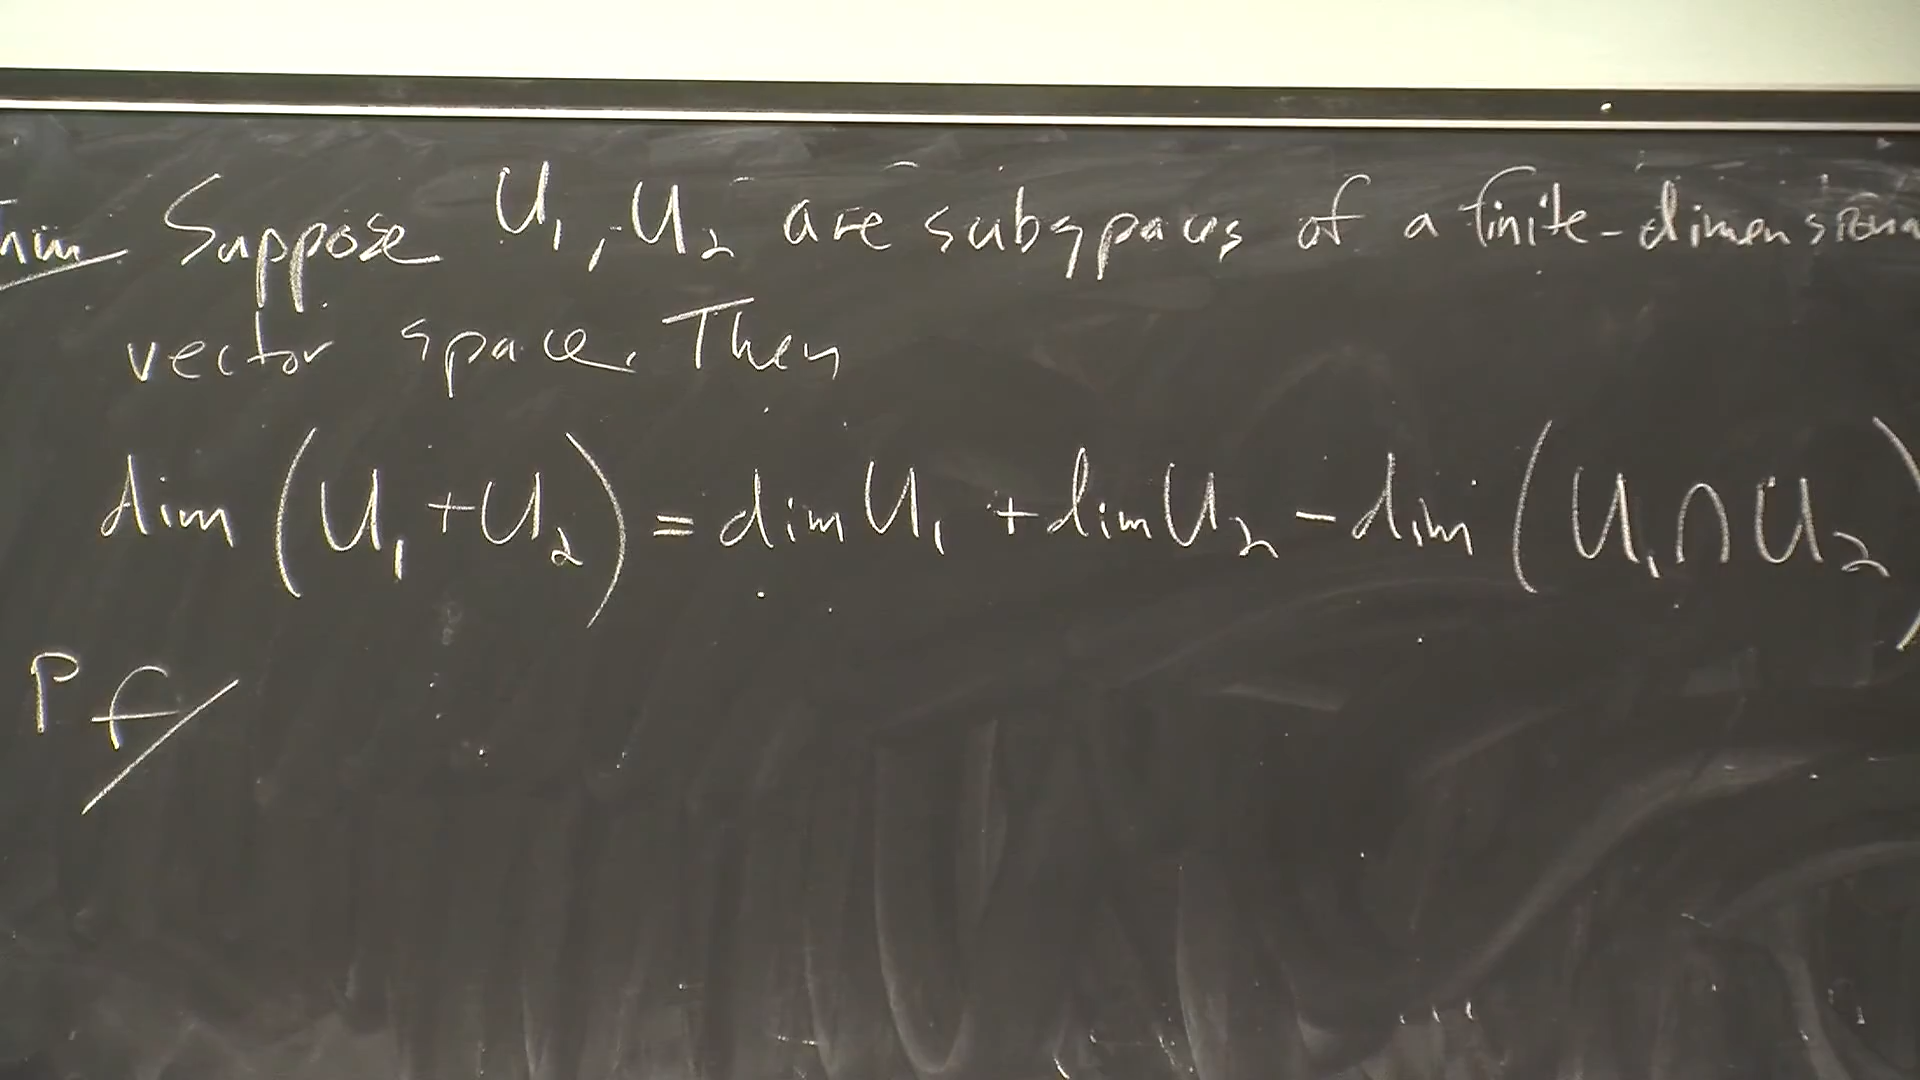 Thm Suppose U₁, U₂ are subspaces of a finite-dimensiona
vector space. Then
dim (U₁ + U₂) = dim U₁ + dim U₂ - dim (U₁ ∩ U₂)
Pf